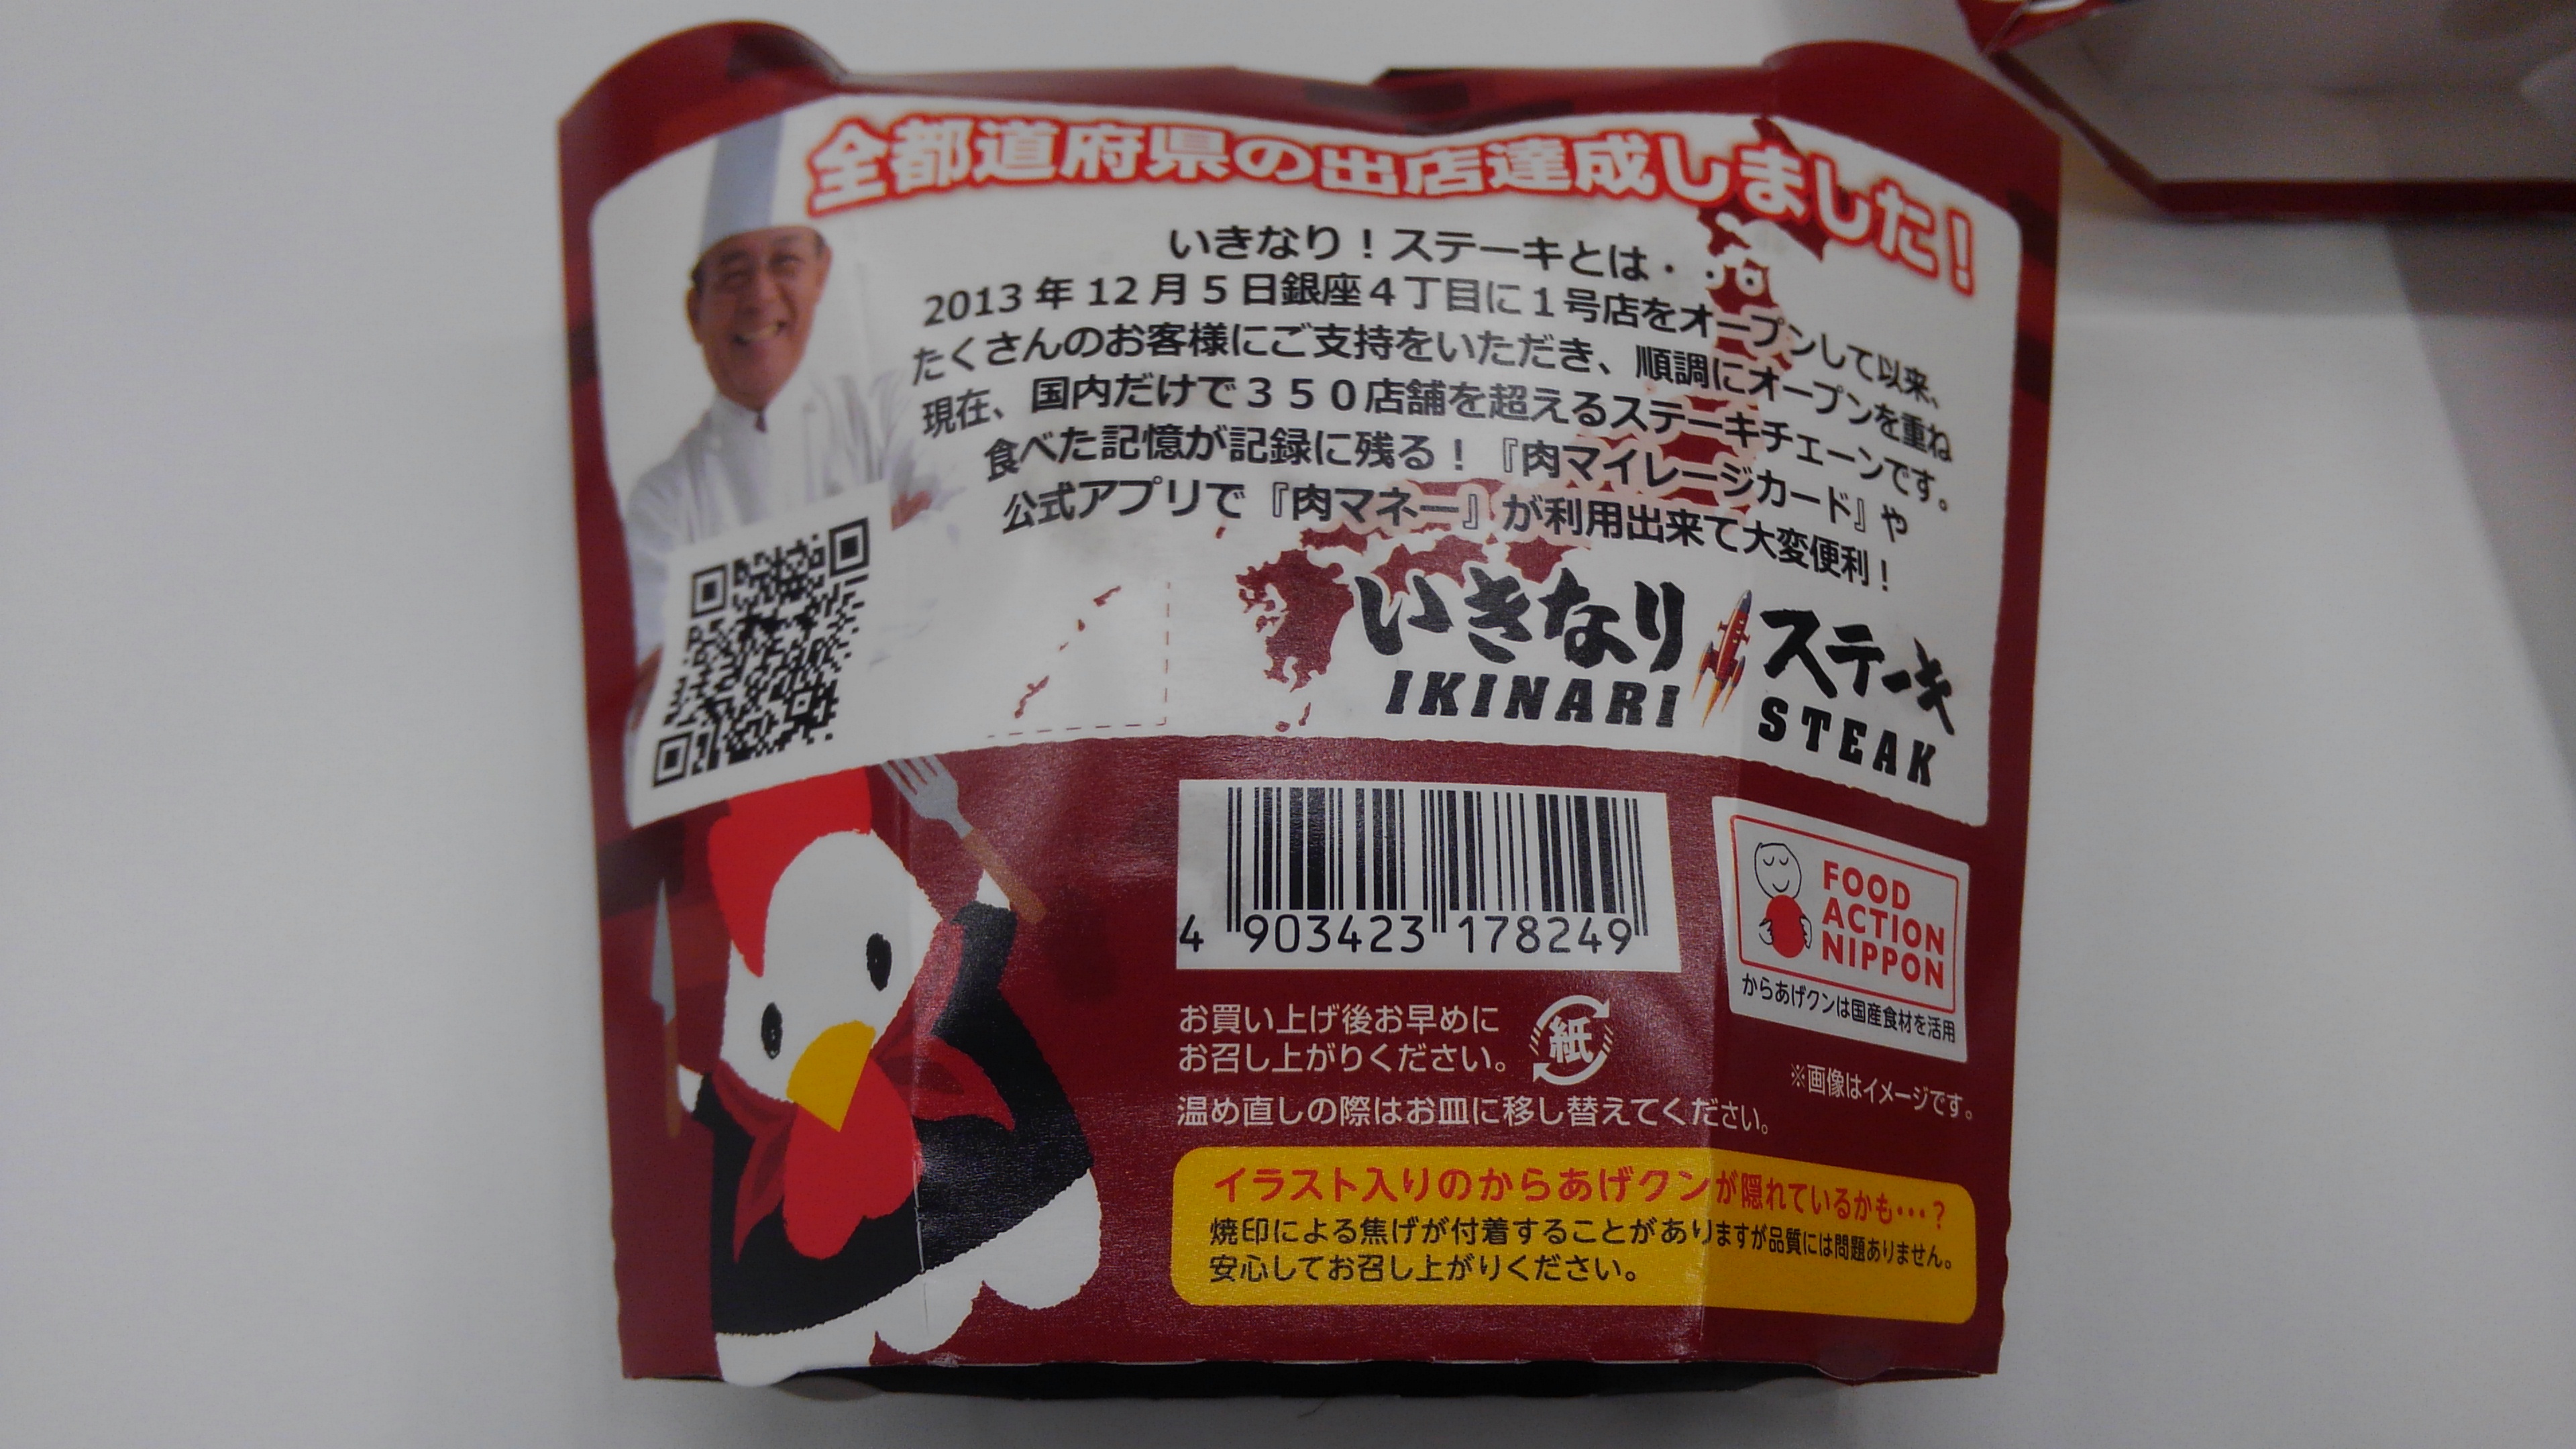 全都道府県の出店達成しました！
いきなり！ステーキとは・・・
2013年12月5日銀座4丁目に1号店をオープンして以来、
たくさんのお客様にご支持をいただき、順調にオープンを重ね
現在、国内だけで350店舗を超えるステーキチェーンです。
食べた記憶が記録に残る！『肉マイレージカード』や
公式アプリで『肉マネー』が利用出来て大変便利！
いきなりステーキ
IKINARI STEAK
4 903423 178249
FOOD
ACTION
NIPPON
からあげクンは国産食材を活用
お買い上げ後お早めに
お召し上がりください。
紙
※画像はイメージです。
温め直しの際はお皿に移し替えてください。
イラスト入りのからあげクンが隠れているかも…？
焼印による焦げが付着することがありますが品質には問題ありません。
安心してお召し上がりください。